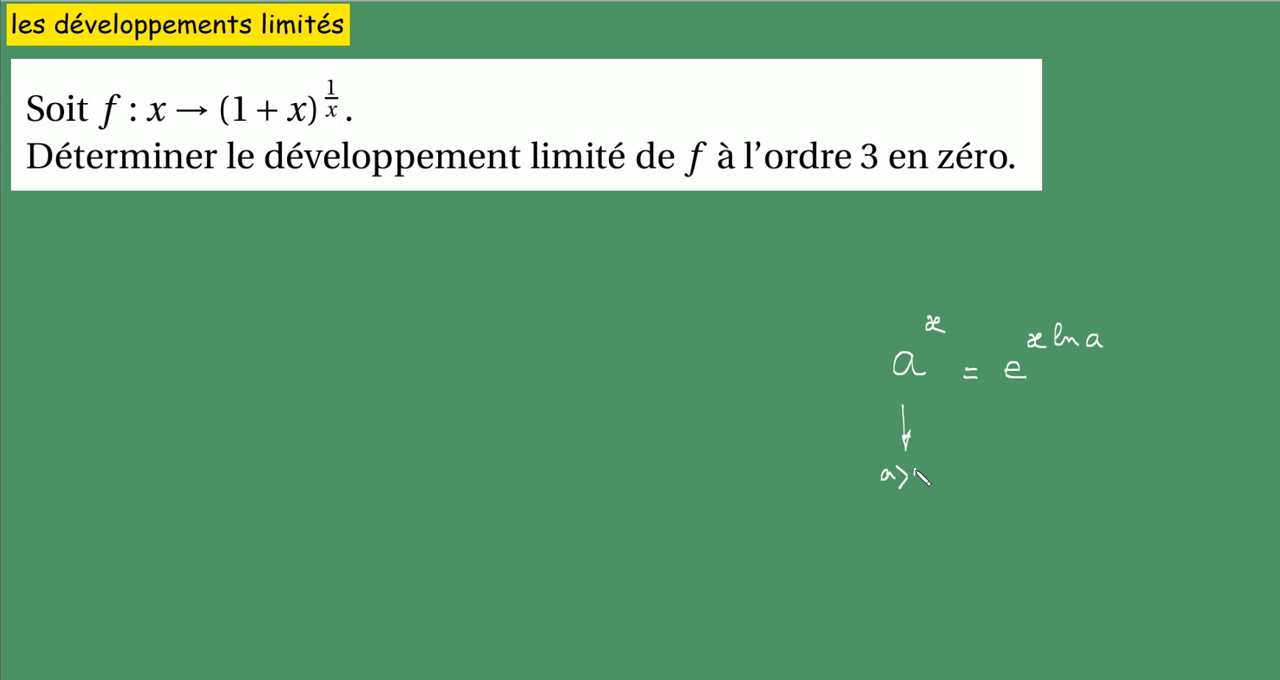 les développements limités
Soit f : x → (1 + x)^{1/x}.
Déterminer le développement limité de f à l’ordre 3 en zéro.
a^x = e^{x ln a}
↓
a >